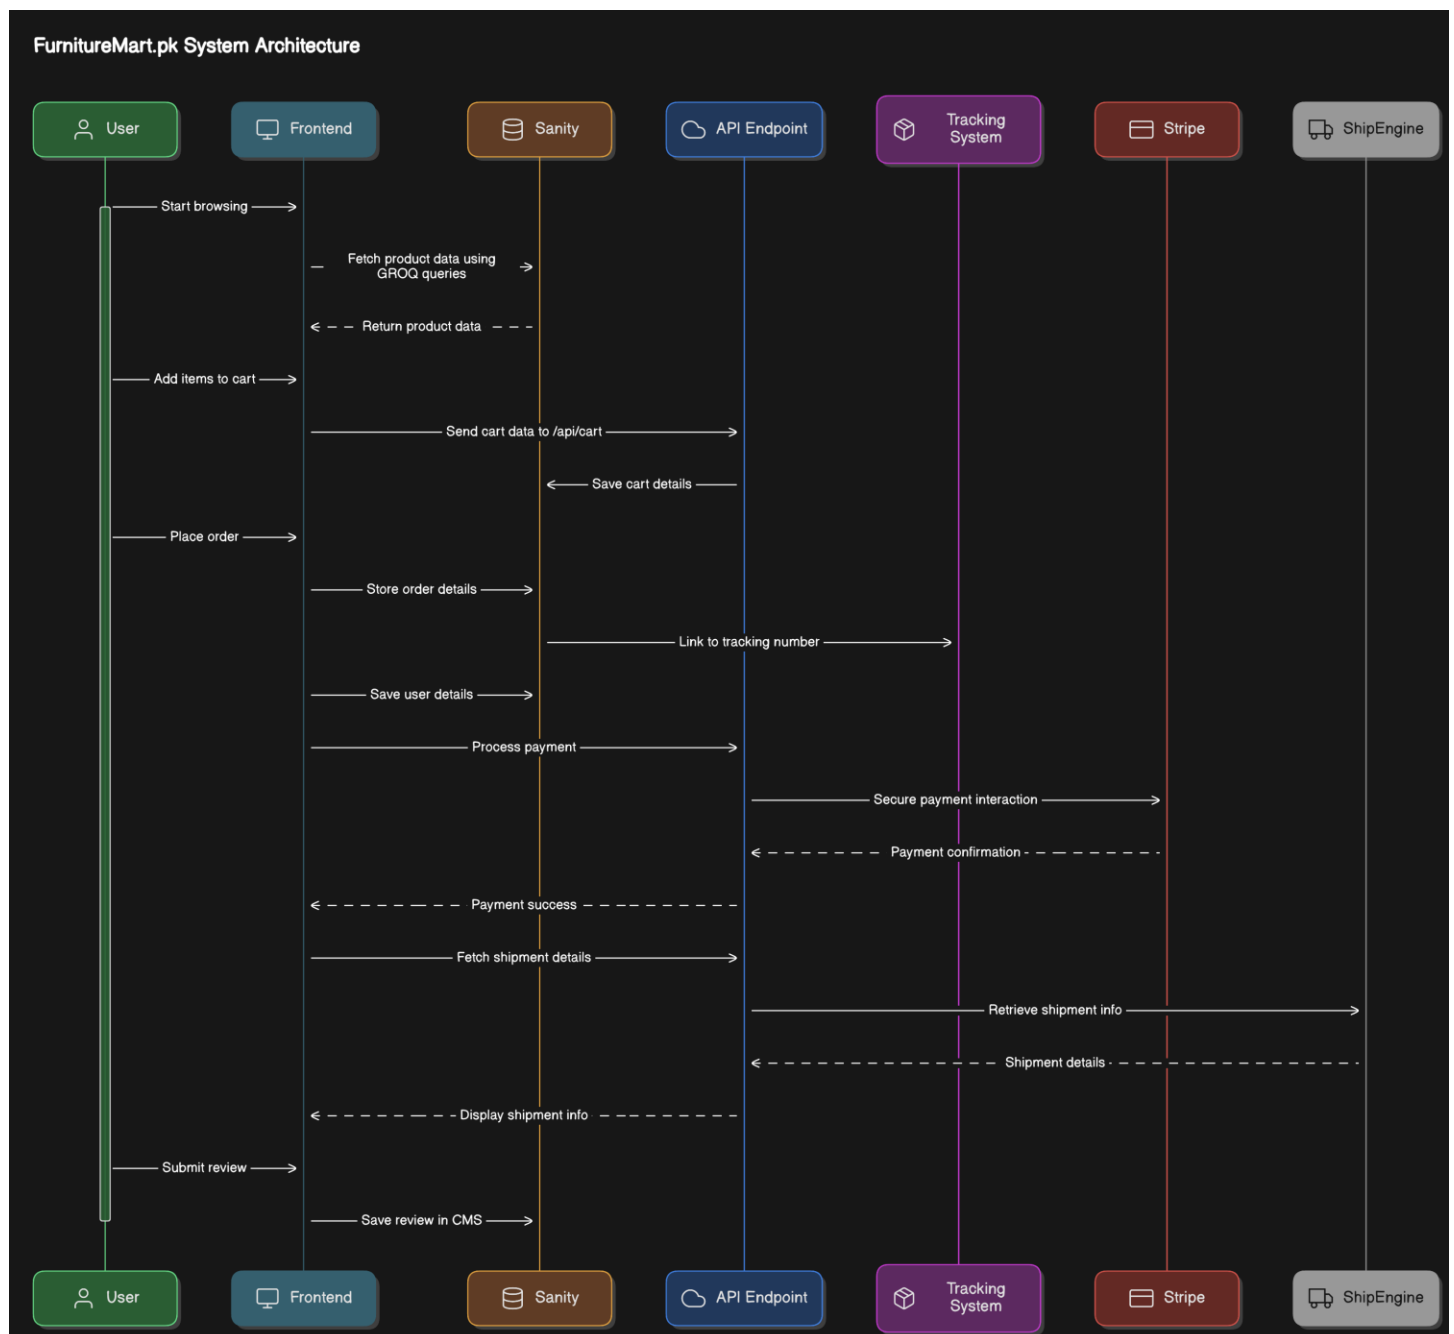 FurnitureMart.pk System Architecture
User
Frontend
Sanity
API Endpoint
Tracking
System
Stripe
ShipEngine
Start browsing
Fetch product data using
GROQ queries
Return product data
Add items to cart
Send cart data to /api/cart
Save cart details
Place order
Store order details
Link to tracking number
Save user details
Process payment
Secure payment interaction
Payment confirmation
Payment success
Fetch shipment details
Retrieve shipment info
Shipment details
Display shipment info
Submit review
Save review in CMS
User
Frontend
Sanity
API Endpoint
Tracking
System
Stripe
ShipEngine